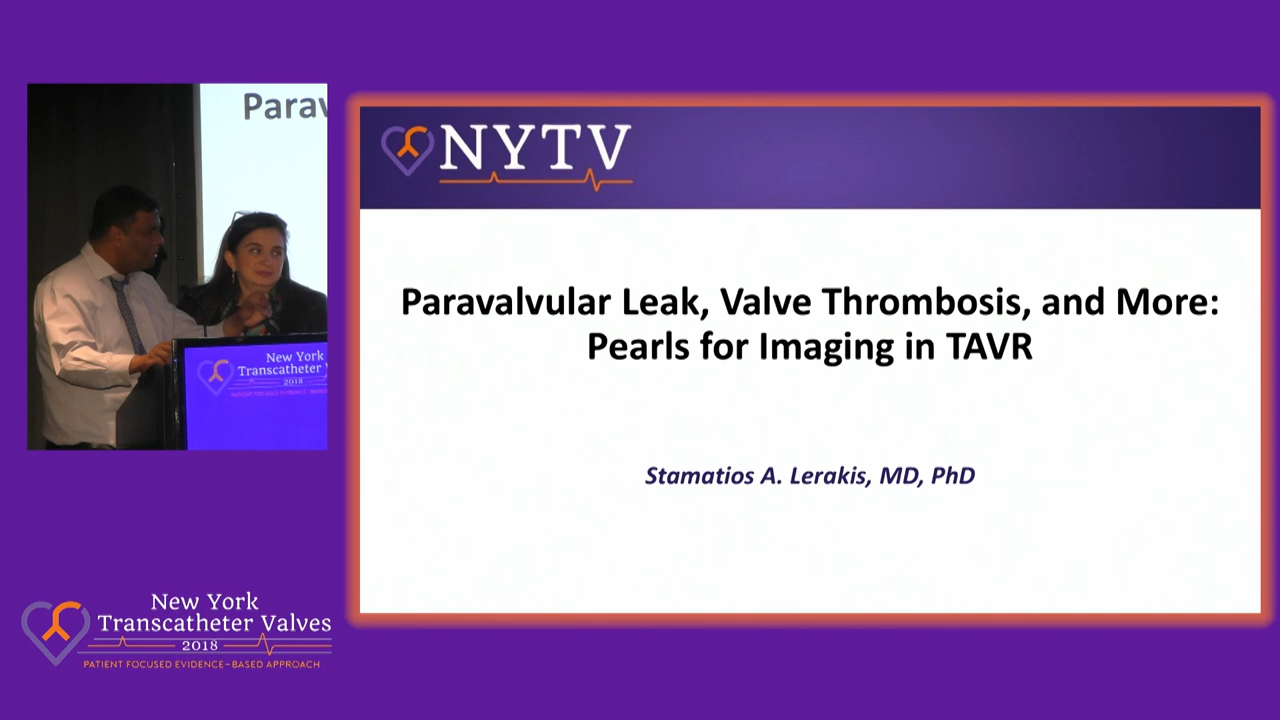 Parav
New York
Transcatheter V
2018
NYTV
Paravalvular Leak, Valve Thrombosis, and More:
Pearls for Imaging in TAVR
Stamatios A. Lerakis, MD, PhD
New York
Transcatheter Valves
2018
PATIENT FOCUSED EVIDENCE-BASED APPROACH